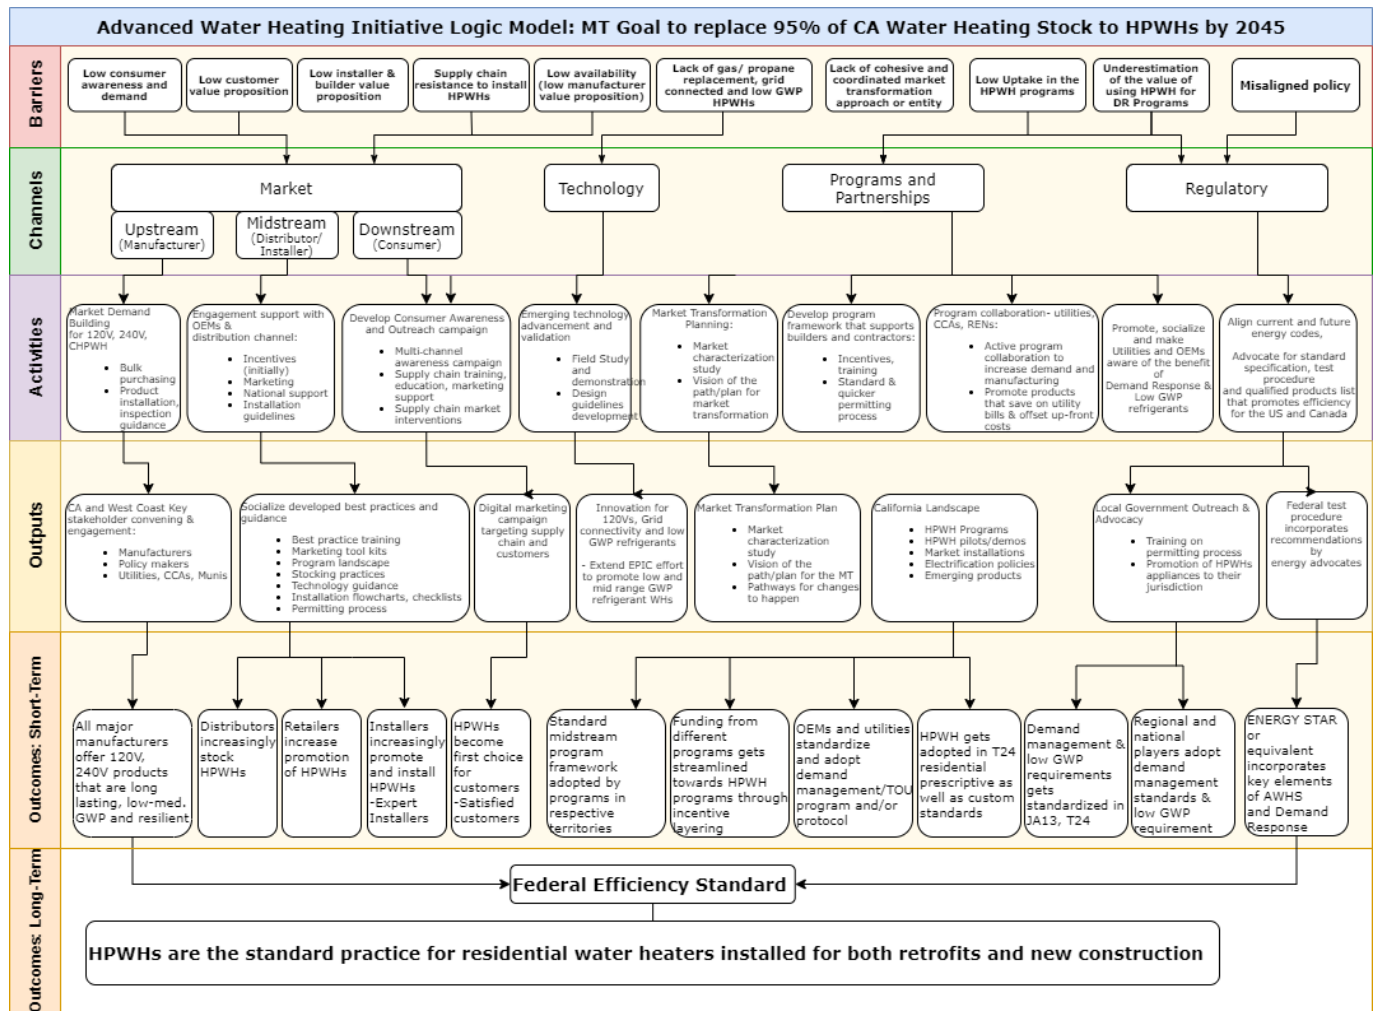 Advanced Water Heating Initiative Logic Model: MT Goal to replace 95% of CA Water Heating Stock to HPWHs by 2045
Barriers
Low consumer
awareness and
demand
Low customer
value proposition
Low installer &
builder value
proposition
Supply chain
resistance to install
HPWHs
Low availability
(low manufacturer
value proposition)
Lack of gas/ propane
replacement, grid
connected and low GWP
HPWHs
Lack of cohesive and
coordinated market
transformation
approach or entity
Low Uptake in the
HPWH programs
Underestimation
of the value of
using HPWH for
DR Programs
Misaligned policy
Channels
Market
Upstream
(Manufacturer)
Midstream
(Distributor/
Installer)
Downstream
(Consumer)
Technology
Programs and
Partnerships
Regulatory
Activities
Market Demand
Building
for 120V, 240V,
CHPWH
• Bulk
purchasing
• Product
installation,
inspection
guidance
Engagement support with
OEMs &
distribution channel:
• Incentives
(initially)
• Marketing
• National support
• Installation
guidelines
Develop Consumer Awareness
and Outreach campaign
• Multi-channel
awareness campaign
• Supply chain training,
education, marketing
support
• Supply chain market
interventions
Emerging technology
advancement and
validation
• Field Study
and
demonstration
• Design
guidelines
development
Market Transformation
Planning:
• Market
characterization
study
• Vision of the
path/plan for
market
transformation
Develop program
framework that supports
builders and contractors:
• Incentives,
training
• Standard &
quicker
permitting
process
Program collaboration- utilities,
CCAs, RENs:
• Active program
collaboration to
increase demand and
manufacturing
• Promote products
that save on utility
bills & offset up-front
costs
Promote, socialize
and make
Utilities and OEMs
aware of the benefit
of
Demand Response &
Low GWP
refrigerants
Align current and future
energy codes,
Advocate for standard
specification, test
procedure
and qualified products list
that promotes efficiency
for the US and Canada
Outputs
CA and West Coast Key
stakeholder convening &
engagement:
• Manufacturers
• Policy makers
• Utilities, CCAs, Munis
Socialize developed best practices and
guidance
• Best practice training
• Marketing tool kits
• Program landscape
• Stocking practices
• Technology guidance
• Installation flowcharts, checklists
• Permitting process
Digital marketing
campaign
targeting supply
chain and
customers
Innovation for
120Vs, Grid
connectivity and low
GWP refrigerants
- Extend EPIC effort
to promote low and
mid range GWP
refrigerant WHs
Market Transformation Plan
• Market
characterization
study
• Vision of the
path/plan for the MT
• Pathways for changes
to happen
California Landscape
• HPWH Programs
• HPWH pilots/demos
• Market installations
• Electrification policies
• Emerging products
Local Government Outreach &
Advocacy
• Training on
permitting process
• Promotion of HPWHs
appliances to their
jurisdiction
Federal test
procedure
incorporates
recommendations
by
energy advocates
Outcomes: Short-Term
All major
manufacturers
offer 120V,
240V products
that are long
lasting, low-med.
GWP and resilient
Distributors
increasingly
stock
HPWHs
Retailers
increase
promotion
of HPWHs
Installers
increasingly
promote
and install
HPWHs
-Expert
Installers
HPWHs
become
first choice
for
customers
-Satisfied
customers
Standard
midstream
program
framework
adopted by
programs in
respective
territories
Funding from
different
programs gets
streamlined
towards HPWH
programs through
incentive
layering
OEMs and utilities
standardize
and adopt
demand
management/TOU
program and/or
protocol
HPWH gets
adopted in T24
residential
prescriptive as
well as custom
standards
Demand
management &
low GWP
requirements
gets
standardized in
JA13, T24
Regional and
national
players adopt
demand
management
standards &
low GWP
requirement
ENERGY STAR
or
equivalent
incorporates
key elements
of AWHS
and Demand
Response
Outcomes: Long-Term
Federal Efficiency Standard
HPWHs are the standard practice for residential water heaters installed for both retrofits and new construction